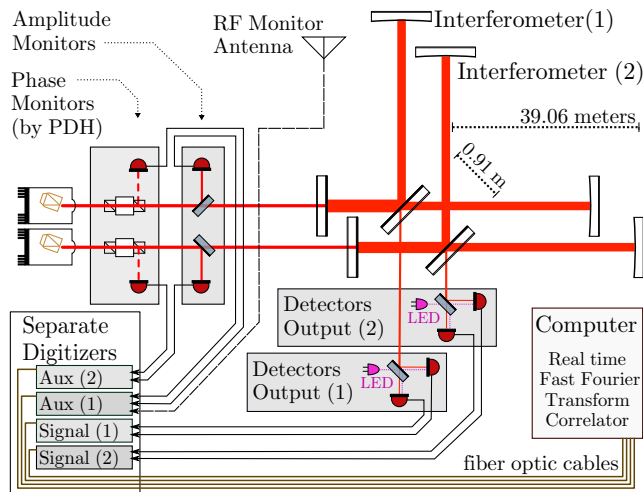 Amplitude
Monitors
RF Monitor
Antenna
Interferometer(1)
Interferometer (2)
Phase
Monitors
(by PDH)
39.06 meters
0.91 m
Detectors
Output (2)
LED
Detectors
Output (1)
LED
Separate
Digitizers
Aux (2)
Aux (1)
Signal (1)
Signal (2)
Computer
Real time
Fast Fourier
Transform
Correlator
fiber optic cables